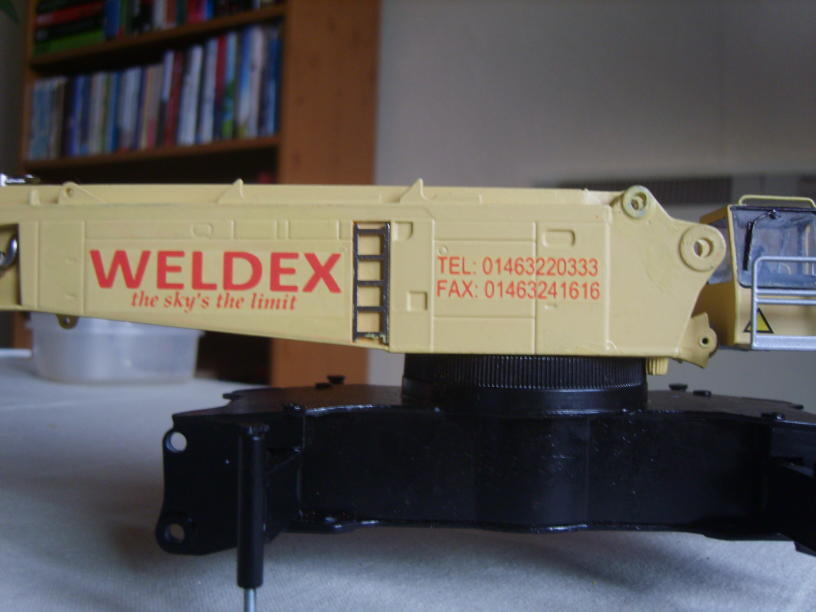 WELDEX
the sky's the limit
TEL: 01463220333
FAX: 01463241616